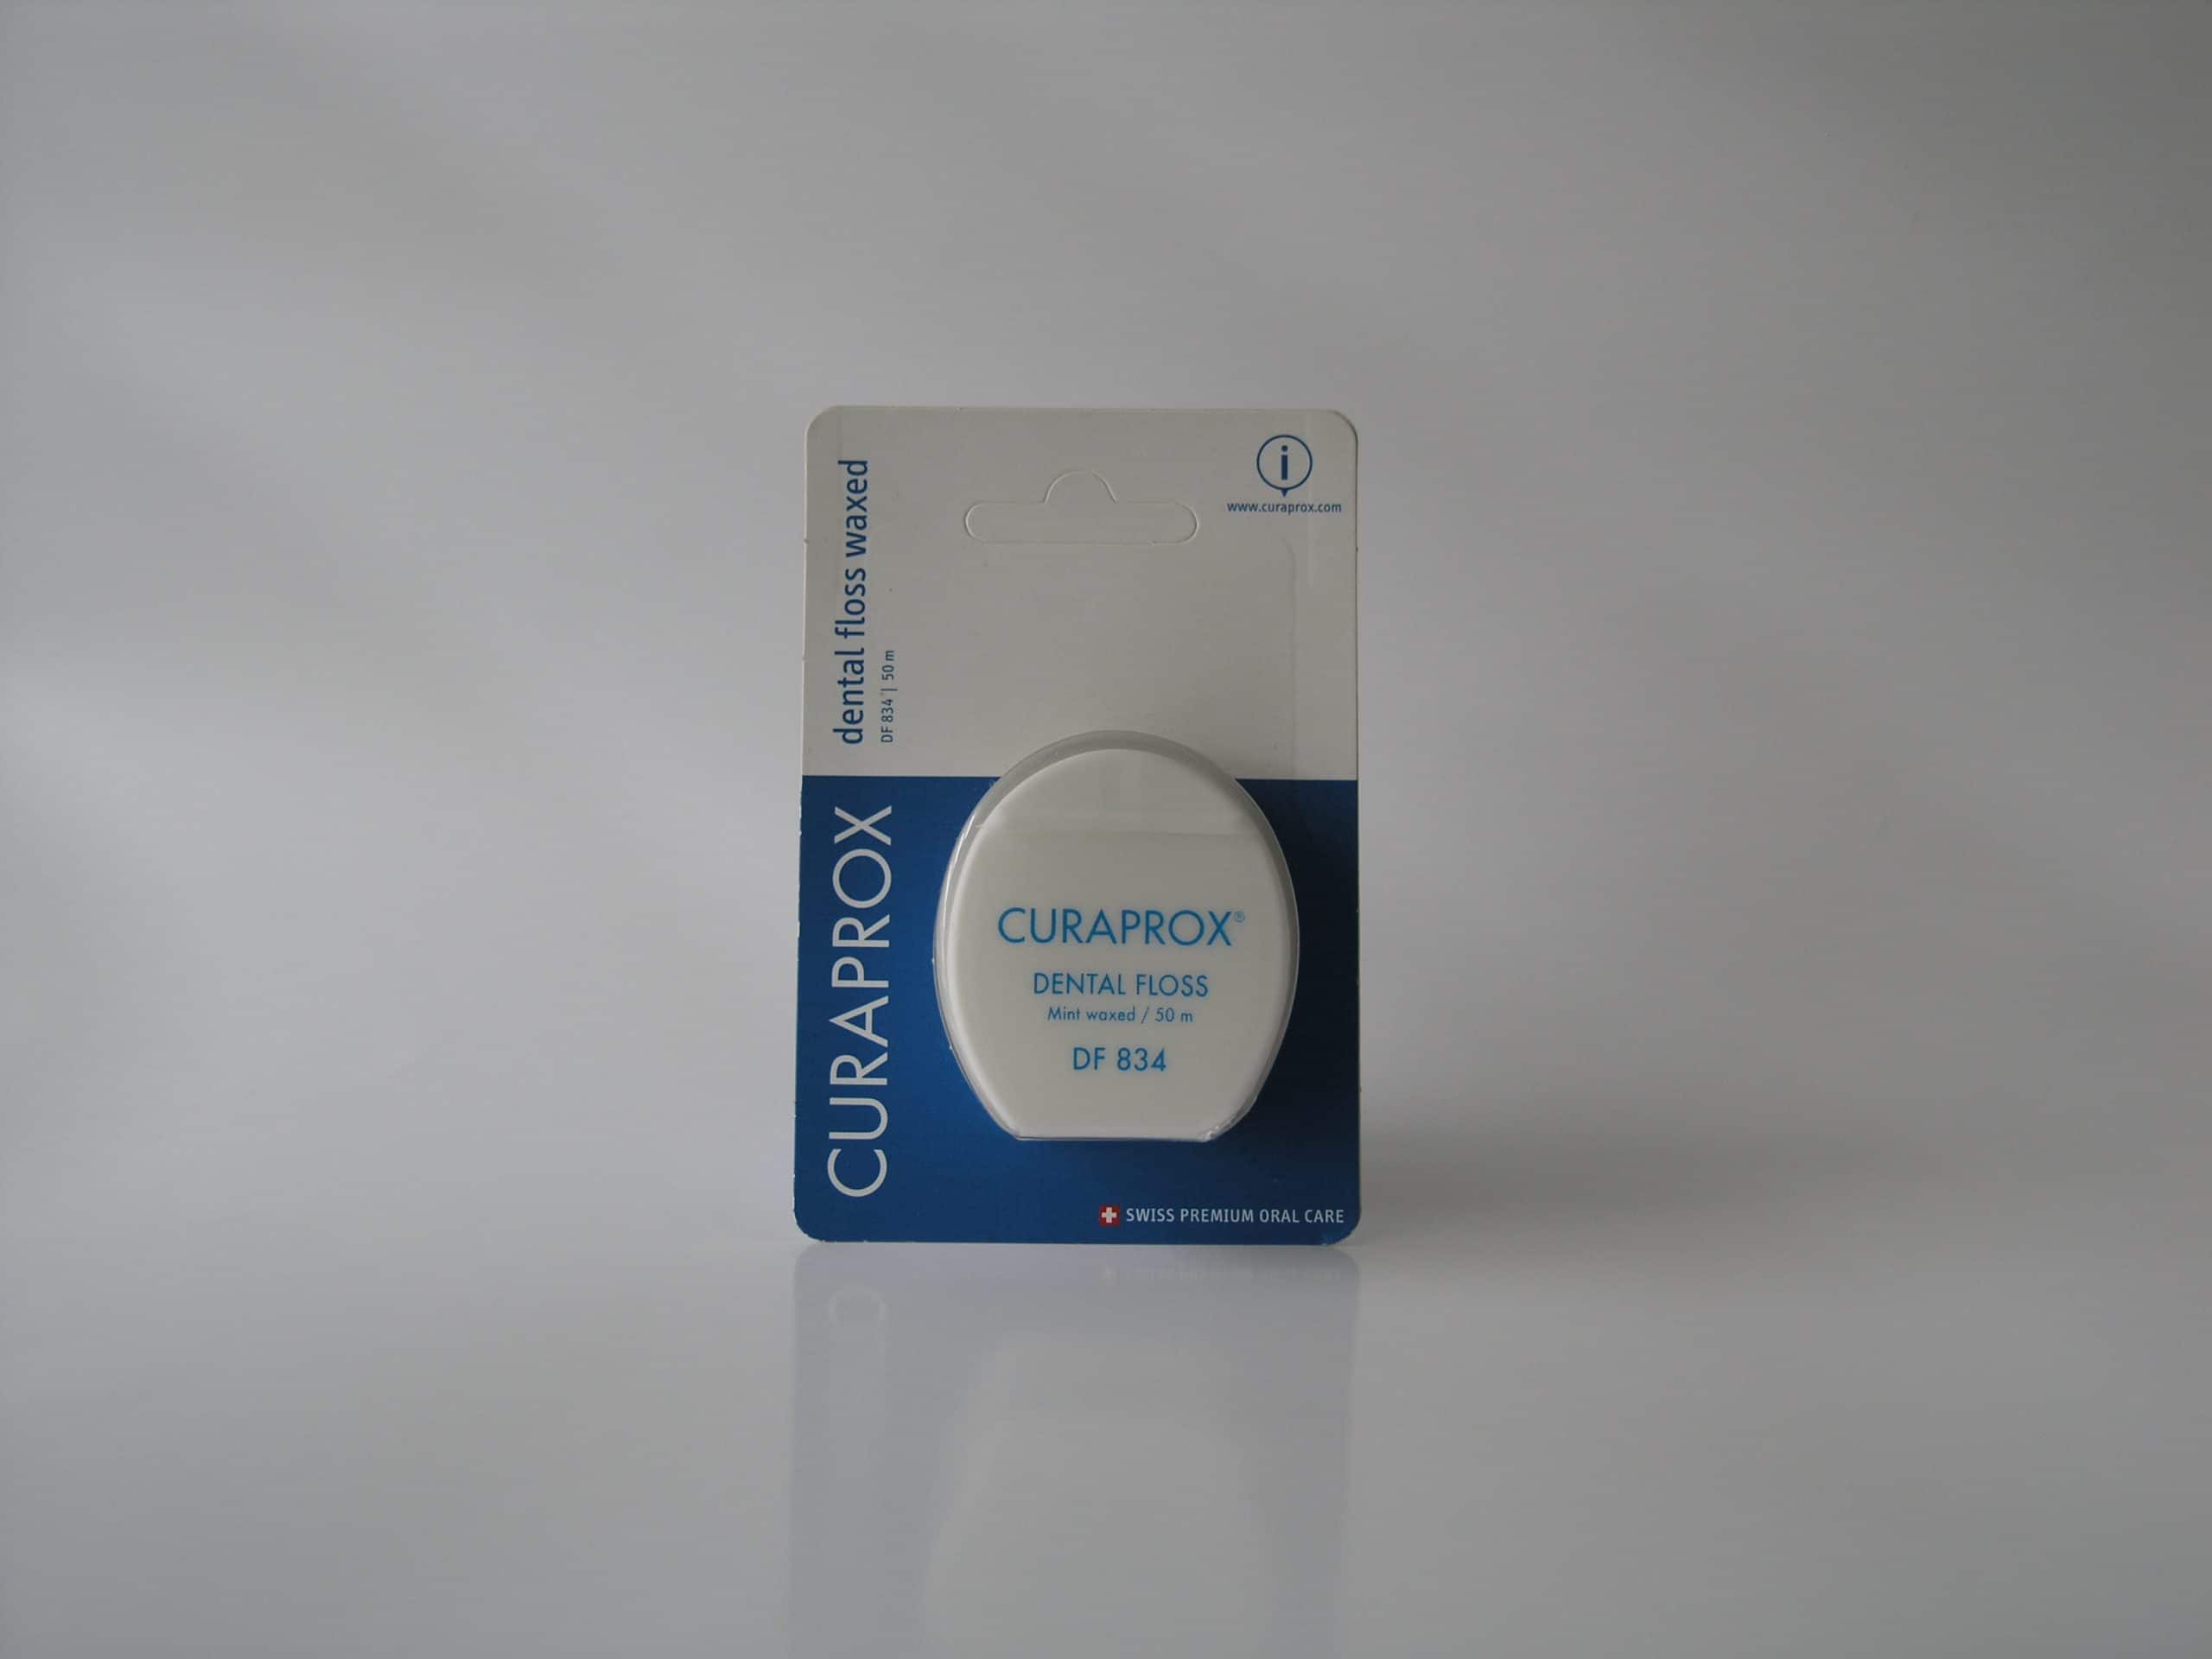 i
www.curaprox.com
dental floss waxed
DF 834 | 50 m
CURAPROX
CURAPROX®
DENTAL FLOSS
Mint waxed / 50 m
DF 834
SWISS PREMIUM ORAL CARE